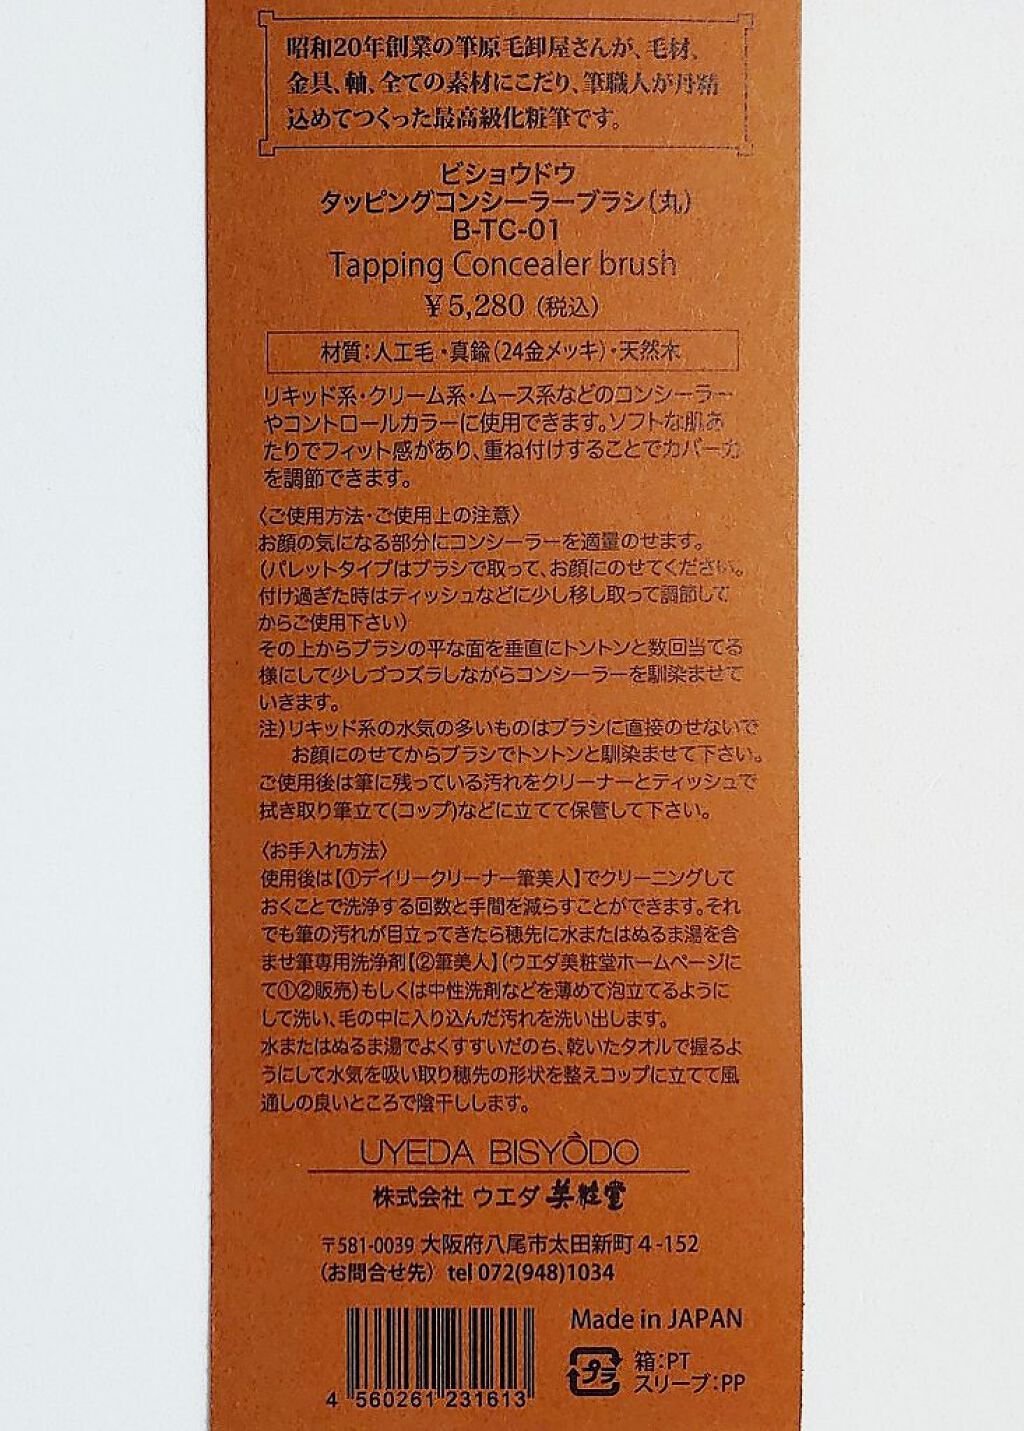 昭和20年創業の筆原毛卸屋さんが、毛材、
金具、軸、全ての素材にこだり、筆職人が丹精
込めてつくった最高級化粧筆です。
ビショウドウ
タッピングコンシーラーブラシ(丸)
B-TC-01
Tapping Concealer brush
¥5,280(税込)
材質:人工毛・真鍮(24金メッキ)・天然木
リキッド系・クリーム系・ムース系などのコンシーラー
やコントロールカラーに使用できます。ソフトな肌あ
たりでフィット感があり、重ね付けすることでカバー力
を調節できます。
〈ご使用方法・ご使用上の注意〉
お顔の気になる部分にコンシーラーを適量のせます。
(パレットタイプはブラシで取って、お顔にのせてください。
付け過ぎた時はティッシュなどに少し移し取って調節して
からご使用下さい)
その上からブラシの平な面を垂直にトントンと数回当てる
様にして少しづつズラしながらコンシーラーを馴染ませて
いきます。
注)リキッド系の水気の多いものはブラシに直接のせないで
お顔にのせてからブラシでトントンと馴染ませて下さい。
ご使用後は筆に残っている汚れをクリーナーとティッシュで
拭き取り筆立て(コップ)などに立てて保管して下さい。
〈お手入れ方法〉
使用後は【①デイリークリーナー筆美人】でクリーニングして
おくことで洗浄する回数と手間を減らすことができます。それ
でも筆の汚れが目立ってきたら穂先に水またはぬるま湯を含
ませ筆専用洗浄剤【②筆美人】(ウエダ美粧堂ホームページに
て①②販売)もしくは中性洗剤などを薄めて泡立てるように
して洗い、毛の中に入り込んだ汚れを洗い出します。
水またはぬるま湯でよくすすいだのち、乾いたタオルで握るよ
うにして水気を吸い取り穂先の形状を整えコップに立てて風
通しの良いところで陰干しします。
UYEDA BISYÔDO
株式会社 ウエダ美粧堂
〒581-0039 大阪府八尾市太田新町4-152
(お問合せ先) tel 072(948)1034
Made in JAPAN
プラ
箱:PT
スリーブ:PP
4 560261 231613